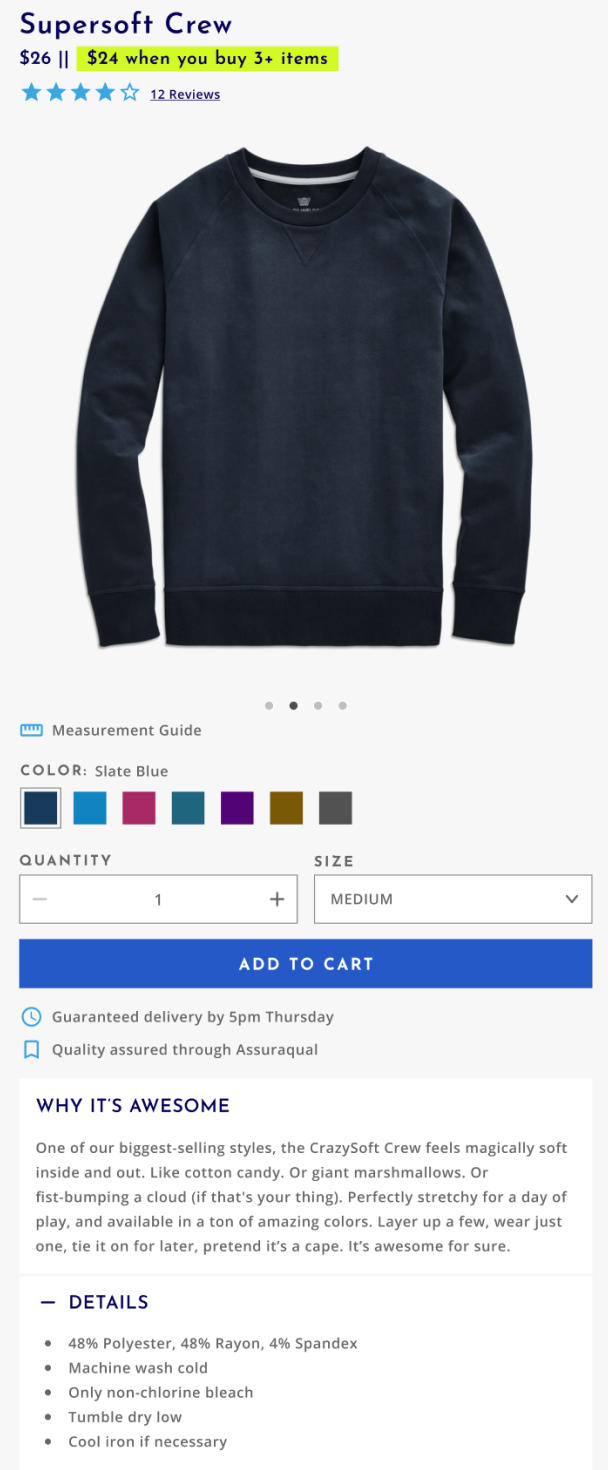 Supersoft Crew
$26 || $24 when you buy 3+ items
12 Reviews
Measurement Guide
COLOR: Slate Blue
QUANTITY SIZE
1 MEDIUM
ADD TO CART
Guaranteed delivery by 5pm Thursday
Quality assured through Assuraqual
WHY IT'S AWESOME
One of our biggest-selling styles, the CrazySoft Crew feels magically soft
inside and out. Like cotton candy. Or giant marshmallows. Or
fist-bumping a cloud (if that's your thing). Perfectly stretchy for a day of
play, and available in a ton of amazing colors. Layer up a few, wear just
one, tie it on for later, pretend it’s a cape. It’s awesome for sure.
DETAILS
48% Polyester, 48% Rayon, 4% Spandex
Machine wash cold
Only non-chlorine bleach
Tumble dry low
Cool iron if necessary